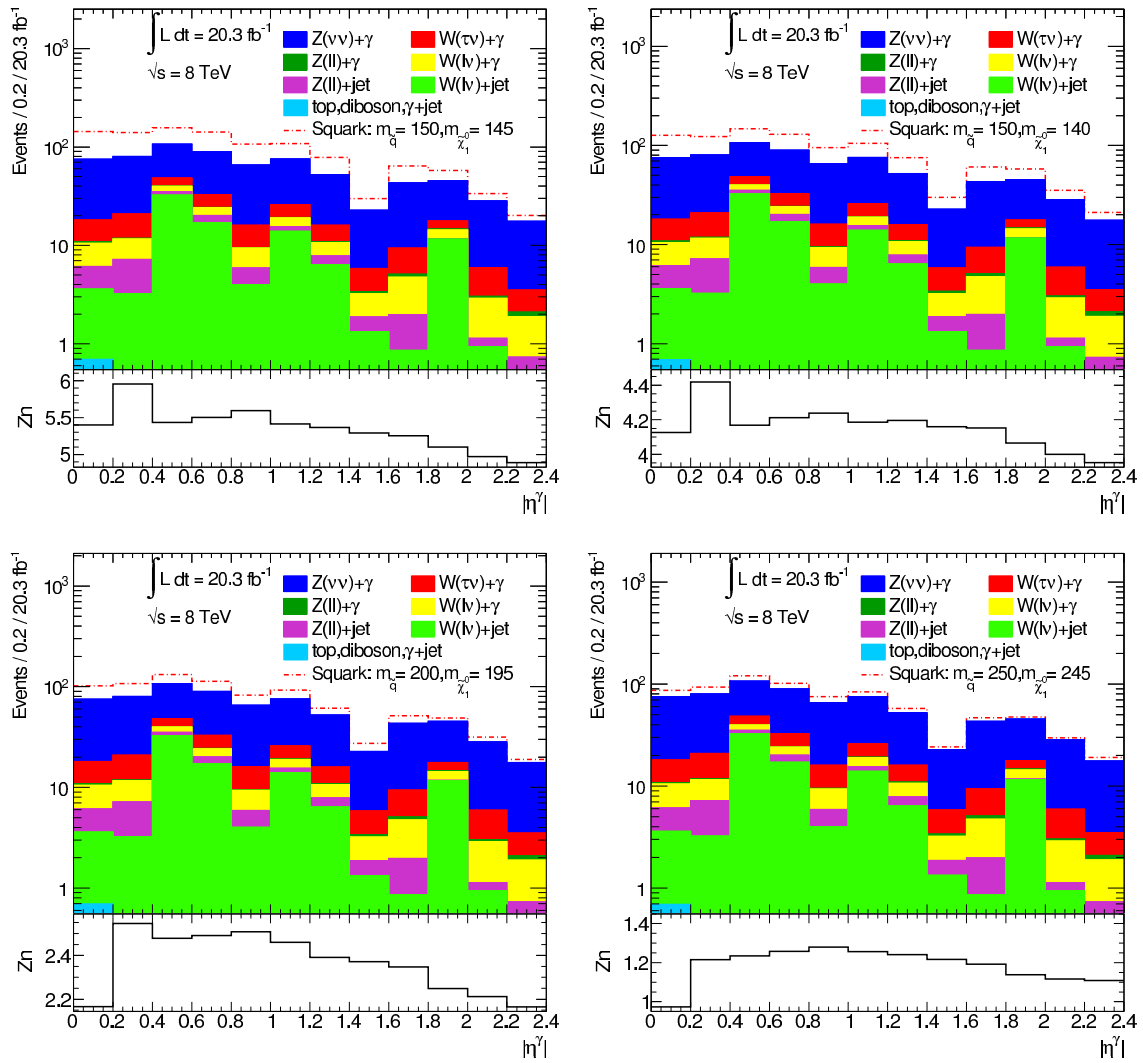 ∫ L dt = 20.3 fb⁻¹
√s = 8 TeV
Z(νν)+γ
W(τν)+γ
Z(ll)+γ
W(lν)+γ
Z(ll)+jet
W(lν)+jet
top,diboson,γ+jet
Squark: m_q̃ = 150,m_χ̃⁰₁ = 145
Events / 0.2 / 20.3 fb⁻¹
10²
10
1
Zn
6
5.5
5
0 0.2 0.4 0.6 0.8 1 1.2 1.4 1.6 1.8 2 2.2 2.4
|η^γ|
∫ L dt = 20.3 fb⁻¹
√s = 8 TeV
Z(νν)+γ
W(τν)+γ
Z(ll)+γ
W(lν)+γ
Z(ll)+jet
W(lν)+jet
top,diboson,γ+jet
Squark: m_q̃ = 150,m_χ̃⁰₁ = 140
Events / 0.2 / 20.3 fb⁻¹
10³
10²
10
1
Zn
4.4
4.2
4
0 0.2 0.4 0.6 0.8 1 1.2 1.4 1.6 1.8 2 2.2 2.4
|η^γ|
∫ L dt = 20.3 fb⁻¹
√s = 8 TeV
Z(νν)+γ
W(τν)+γ
Z(ll)+γ
W(lν)+γ
Z(ll)+jet
W(lν)+jet
top,diboson,γ+jet
Squark: m_q̃ = 200,m_χ̃⁰₁ = 195
Events / 0.2 / 20.3 fb⁻¹
10³
10²
10
1
Zn
2.4
2.2
0 0.2 0.4 0.6 0.8 1 1.2 1.4 1.6 1.8 2 2.2 2.4
|η^γ|
∫ L dt = 20.3 fb⁻¹
√s = 8 TeV
Z(νν)+γ
W(τν)+γ
Z(ll)+γ
W(lν)+γ
Z(ll)+jet
W(lν)+jet
top,diboson,γ+jet
Squark: m_q̃ = 250,m_χ̃⁰₁ = 245
Events / 0.2 / 20.3 fb⁻¹
10³
10²
10
1
Zn
1.4
1.2
1
0 0.2 0.4 0.6 0.8 1 1.2 1.4 1.6 1.8 2 2.2 2.4
|η^γ|